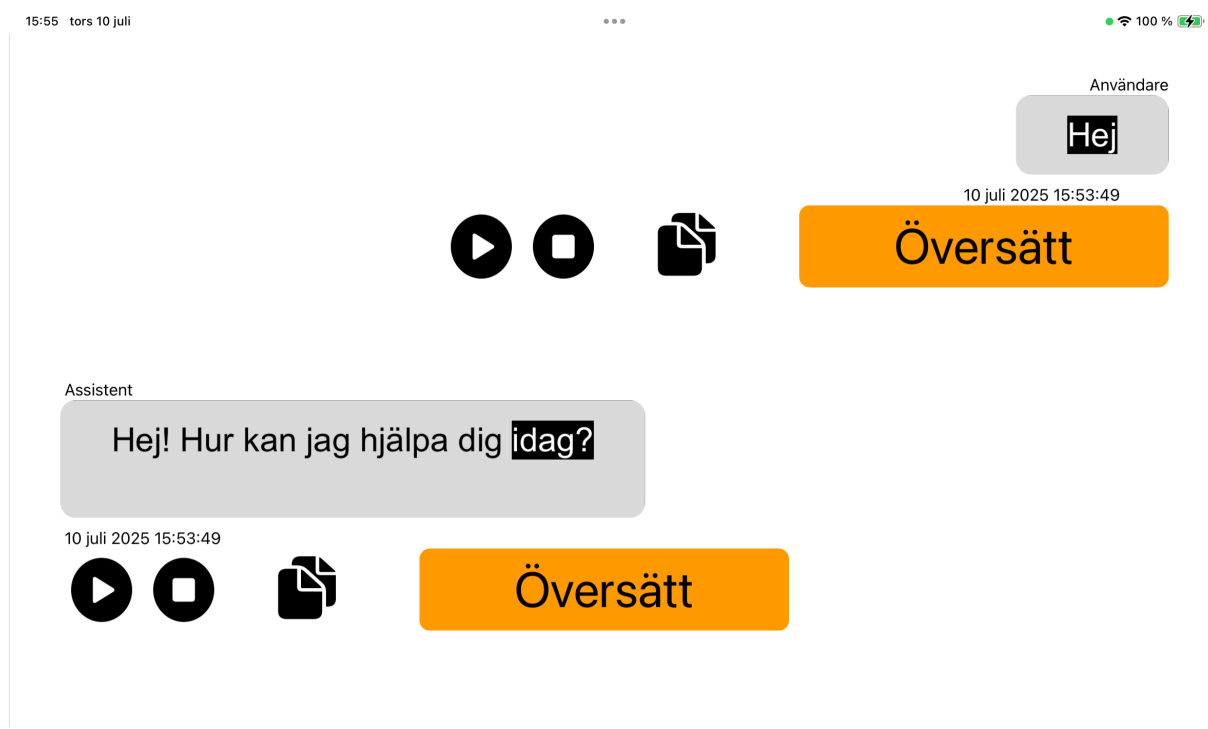 15:55 tors 10 juli
100 %
Användare
Hej
10 juli 2025 15:53:49
Översätt
Assistent
Hej! Hur kan jag hjälpa dig idag?
10 juli 2025 15:53:49
Översätt